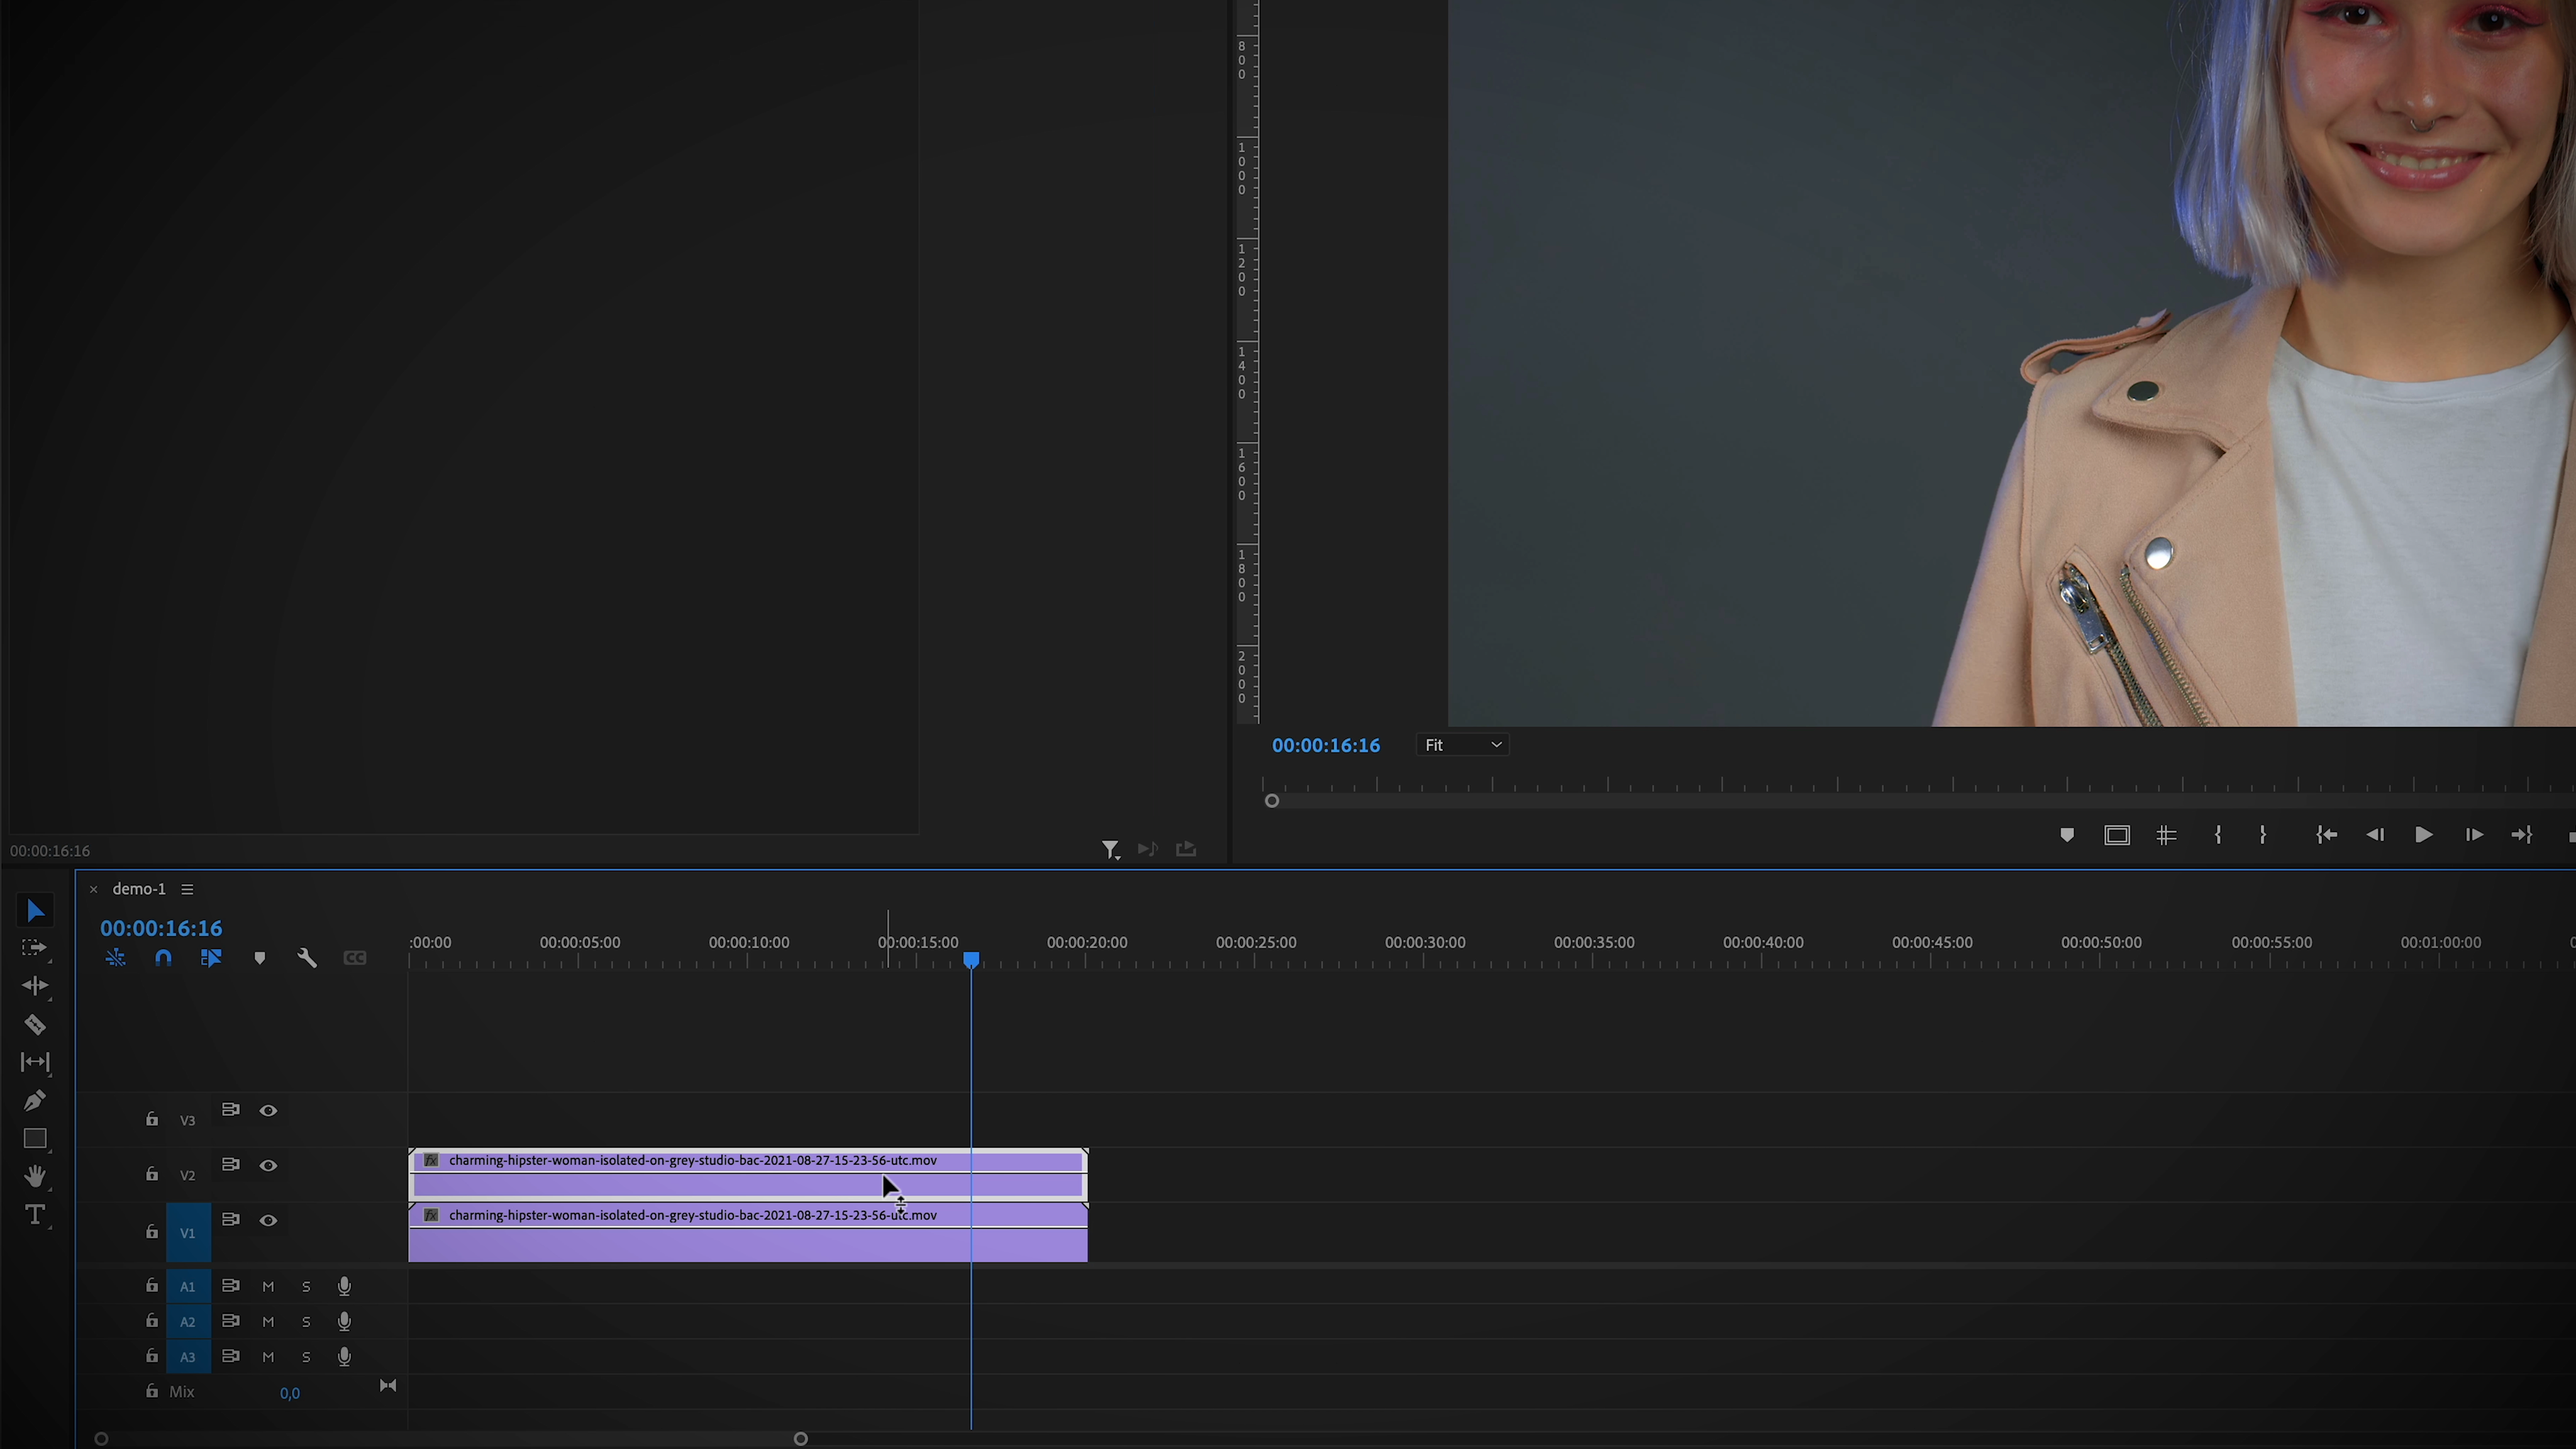 800
1000
1200
1400
1600
1800
2000
00:00:16:16
Fit
00:00:16:16
× demo-1
00:00:16:16
:00:00 00:00:05:00 00:00:10:00 00:00:15:00 00:00:20:00 00:00:25:00 00:00:30:00 00:00:35:00 00:00:40:00 00:00:45:00 00:00:50:00 00:00:55:00 00:01:00:00
CC
V3
V2
fx charming-hipster-woman-isolated-on-grey-studio-bac-2021-08-27-15-23-56-utc.mov
V1
fx charming-hipster-woman-isolated-on-grey-studio-bac-2021-08-27-15-23-56-utc.mov
A1 M S
A2 M S
A3 M S
Mix 0,0